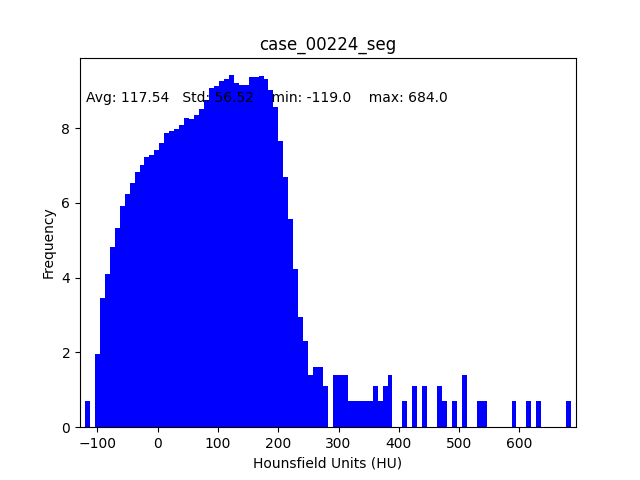 case_00224_seg
Avg: 117.54 Std: 56.52 min: -119.0 max: 684.0
8
6
4
2
0
Frequency
−100 0 100 200 300 400 500 600
Hounsfield Units (HU)